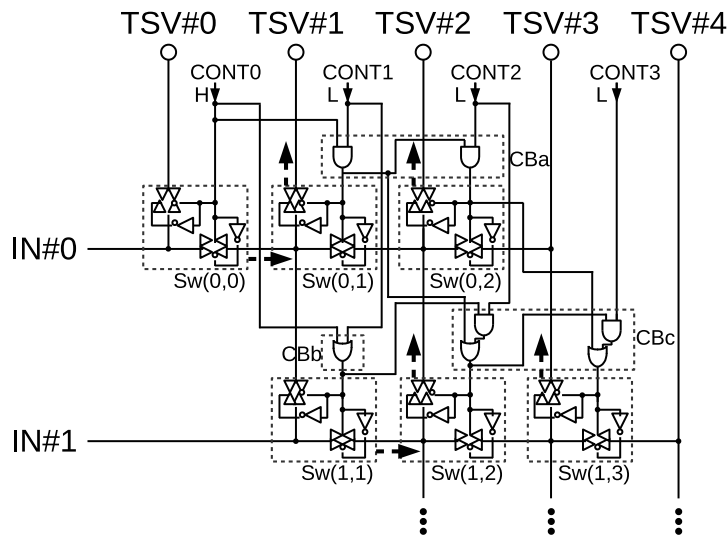 TSV#0 TSV#1 TSV#2 TSV#3 TSV#4
CONT0 CONT1 CONT2 CONT3
H L L L
CBa
IN#0
Sw(0,0) Sw(0,1) Sw(0,2)
CBb CBc
IN#1
Sw(1,1) Sw(1,2) Sw(1,3)